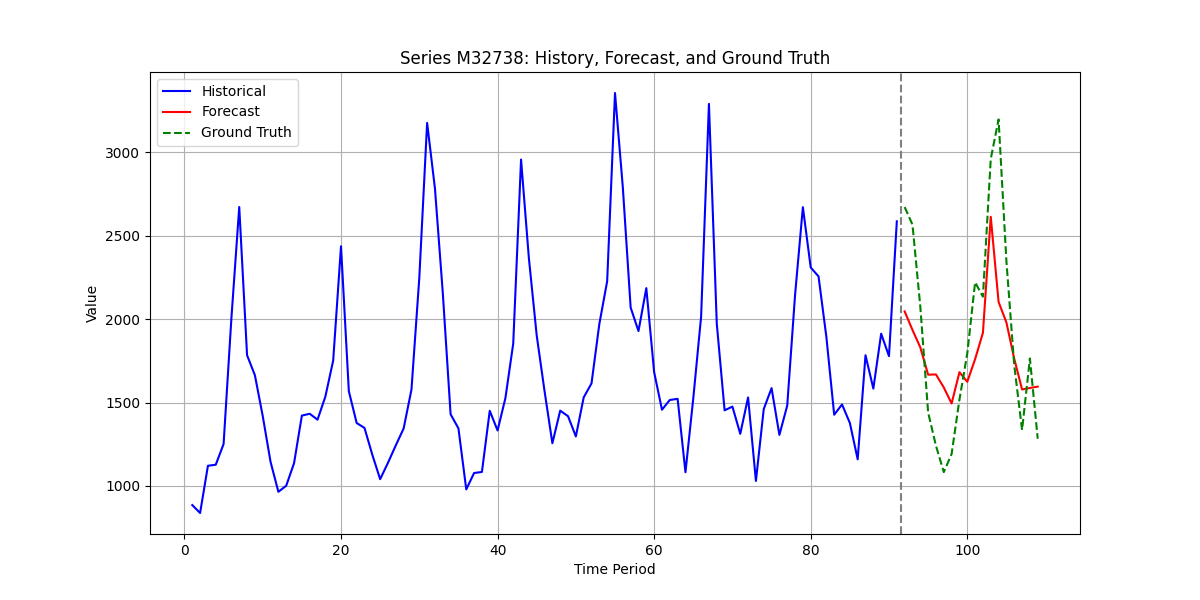 Series M32738: History, Forecast, and Ground Truth
Historical
Forecast
Ground Truth
3000
2500
2000
1500
1000
Value
0 20 40 60 80 100
Time Period